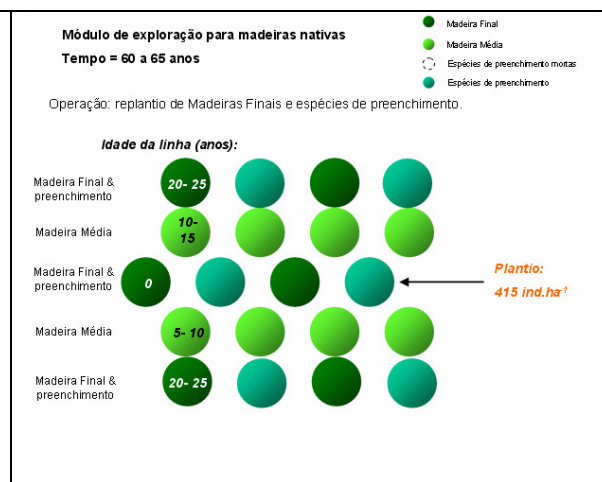 Módulo de exploração para madeiras nativas
Tempo = 60 a 65 anos
Madeira Final
Madeira Média
Espécies de preenchimento mortas
Espécies de preenchimento
Operação: replantio de Madeiras Finais e espécies de preenchimento.
Idade da linha (anos):
Madeira Final &
preenchimento
20- 25
Madeira Média
10-
15
Madeira Final &
preenchimento
0
Plantio:
415 ind.ha-1
Madeira Média
5- 10
Madeira Final &
preenchimento
20- 25